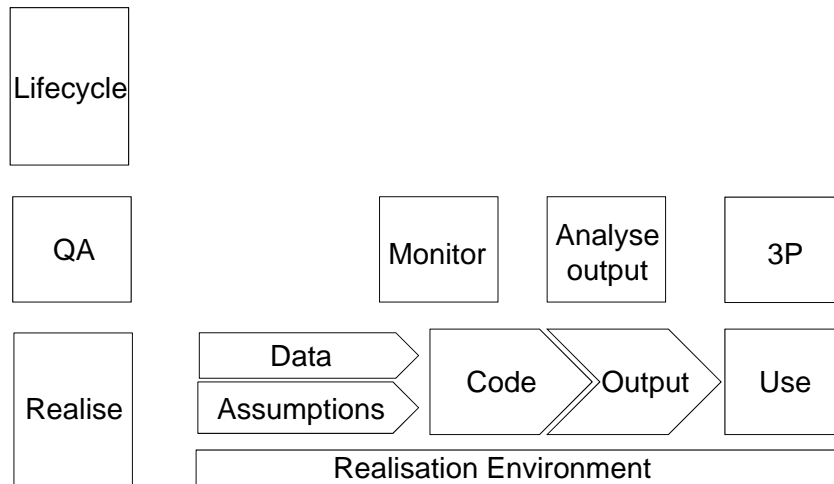 Lifecycle
QA
Monitor
Analyse
output
3P
Realise
Data
Assumptions
Code
Output
Use
Realisation Environment